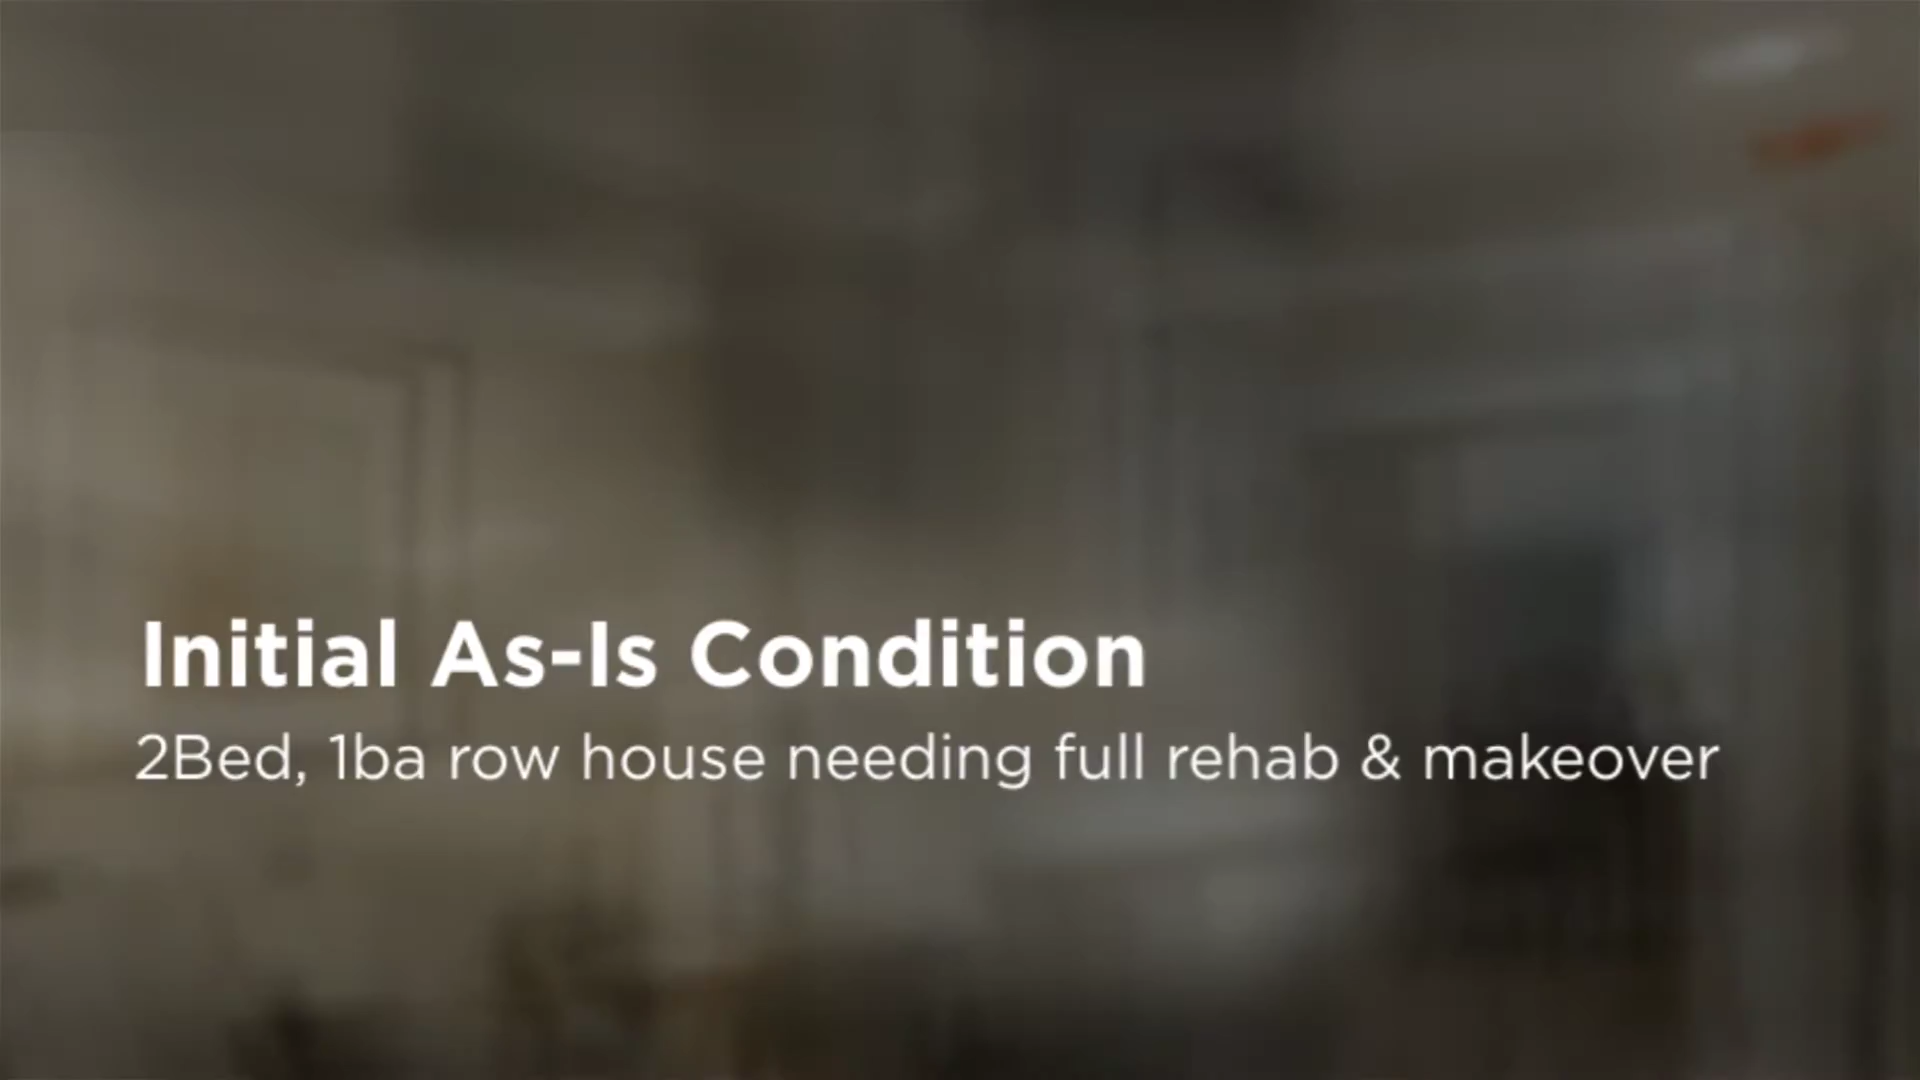 Initial As-Is Condition
2Bed, 1ba row house needing full rehab & makeover